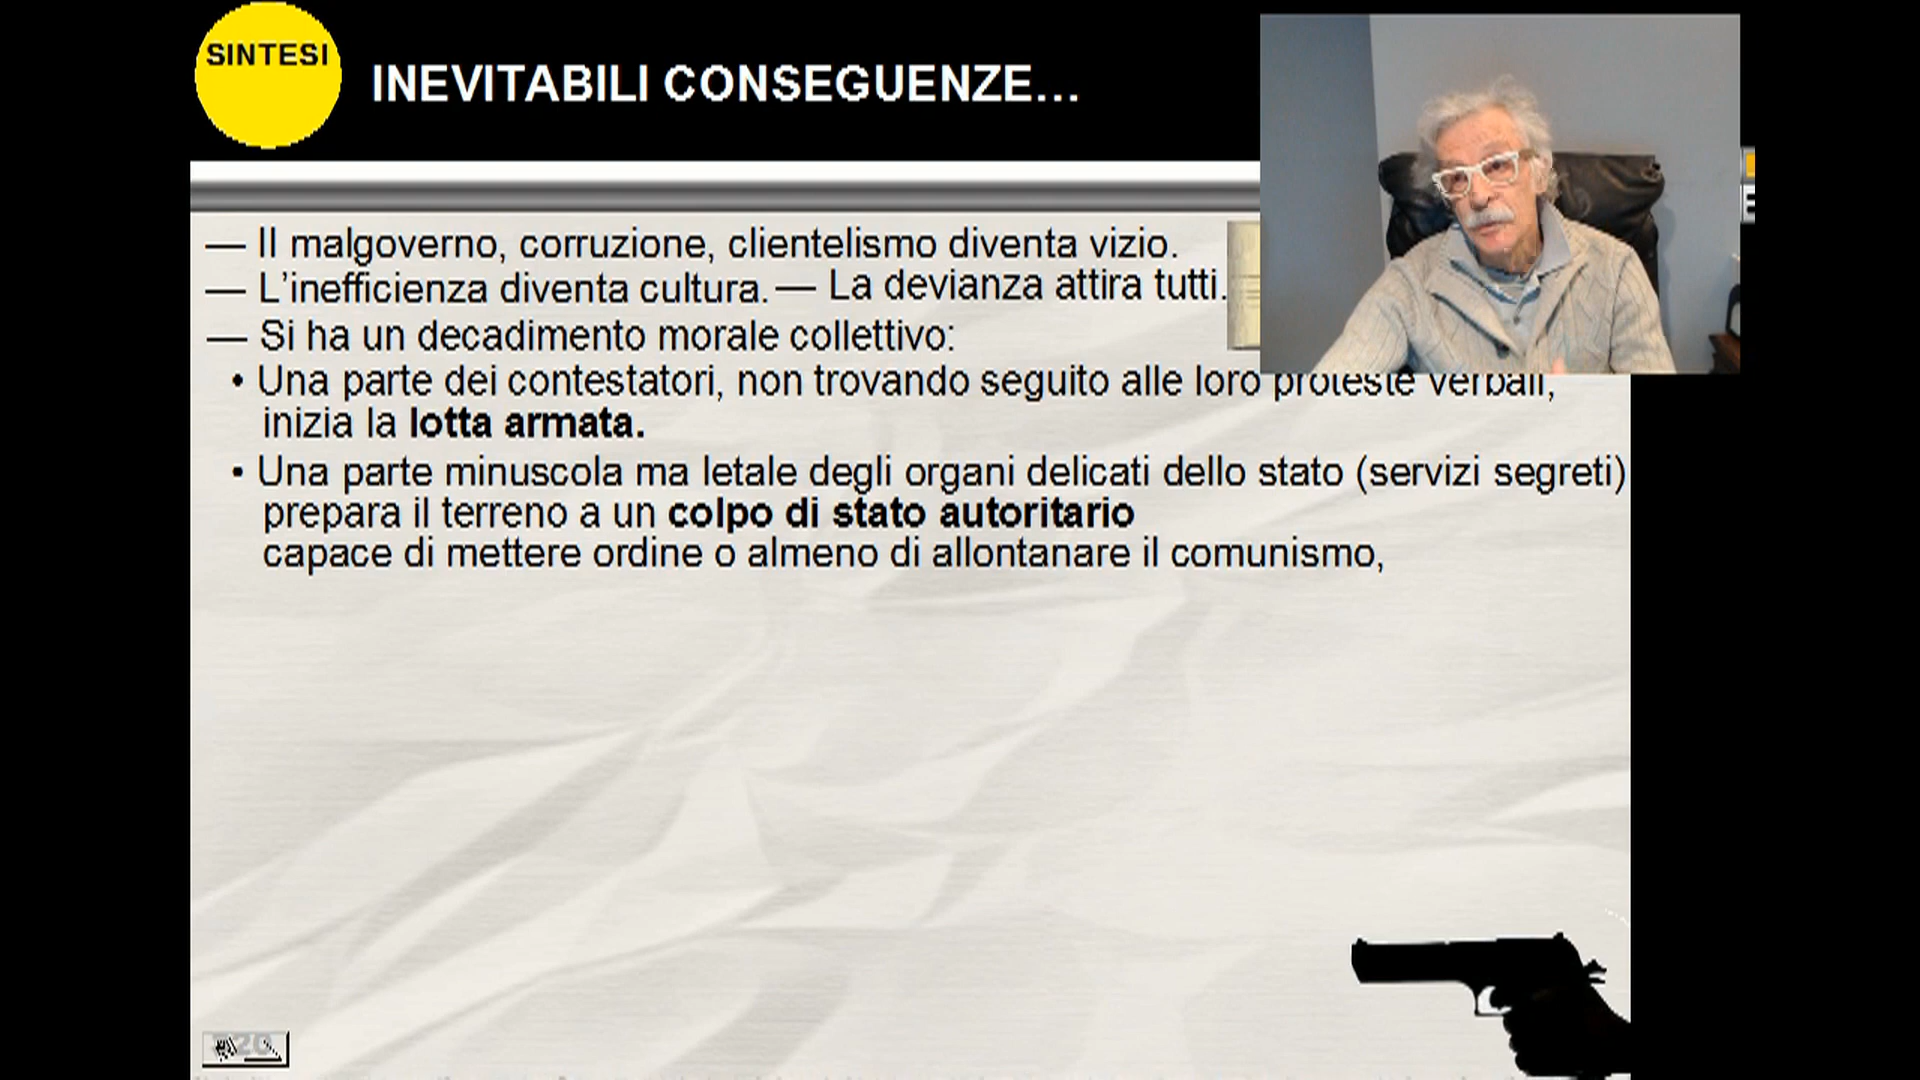 SINTESI
INEVITABILI CONSEGUENZE...
— Il malgoverno, corruzione, clientelismo diventa vizio.
— L’inefficienza diventa cultura. — La devianza attira tutti.
— Si ha un decadimento morale collettivo:
• Una parte dei contestatori, non trovando seguito alle loro proteste verbali,
inizia la lotta armata.
• Una parte minuscola ma letale degli organi delicati dello stato (servizi segreti)
prepara il terreno a un colpo di stato autoritario
capace di mettere ordine o almeno di allontanare il comunismo,